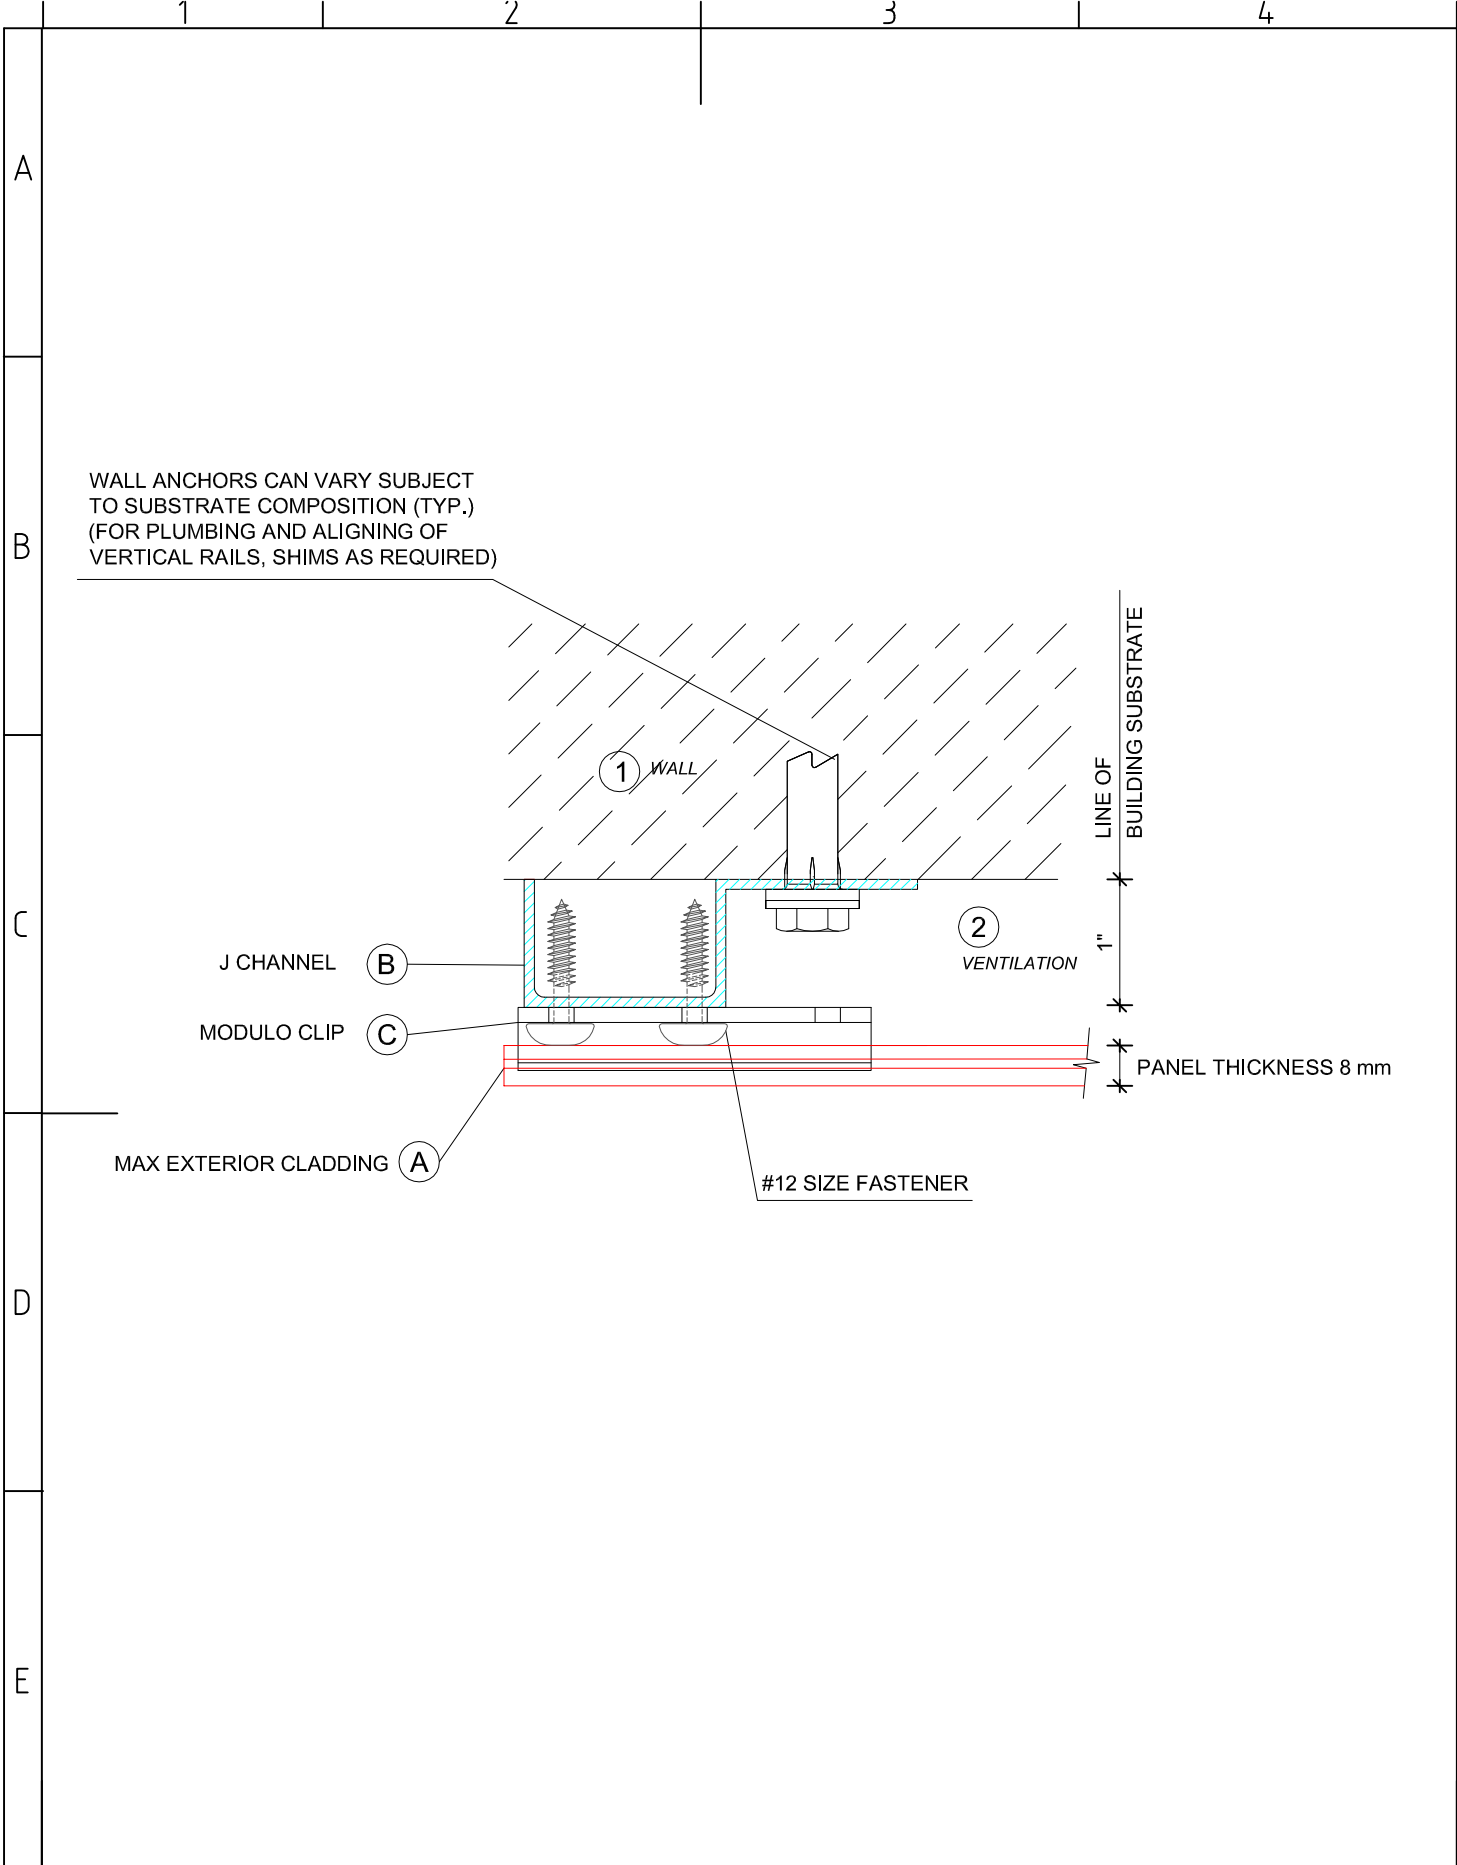 1 2 3 4
A
WALL ANCHORS CAN VARY SUBJECT
TO SUBSTRATE COMPOSITION (TYP.)
(FOR PLUMBING AND ALIGNING OF
VERTICAL RAILS, SHIMS AS REQUIRED)
B
LINE OF
BUILDING SUBSTRATE
1 WALL
C
2
VENTILATION
1"
J CHANNEL B
MODULO CLIP C
PANEL THICKNESS 8 mm
MAX EXTERIOR CLADDING A
#12 SIZE FASTENER
D
E